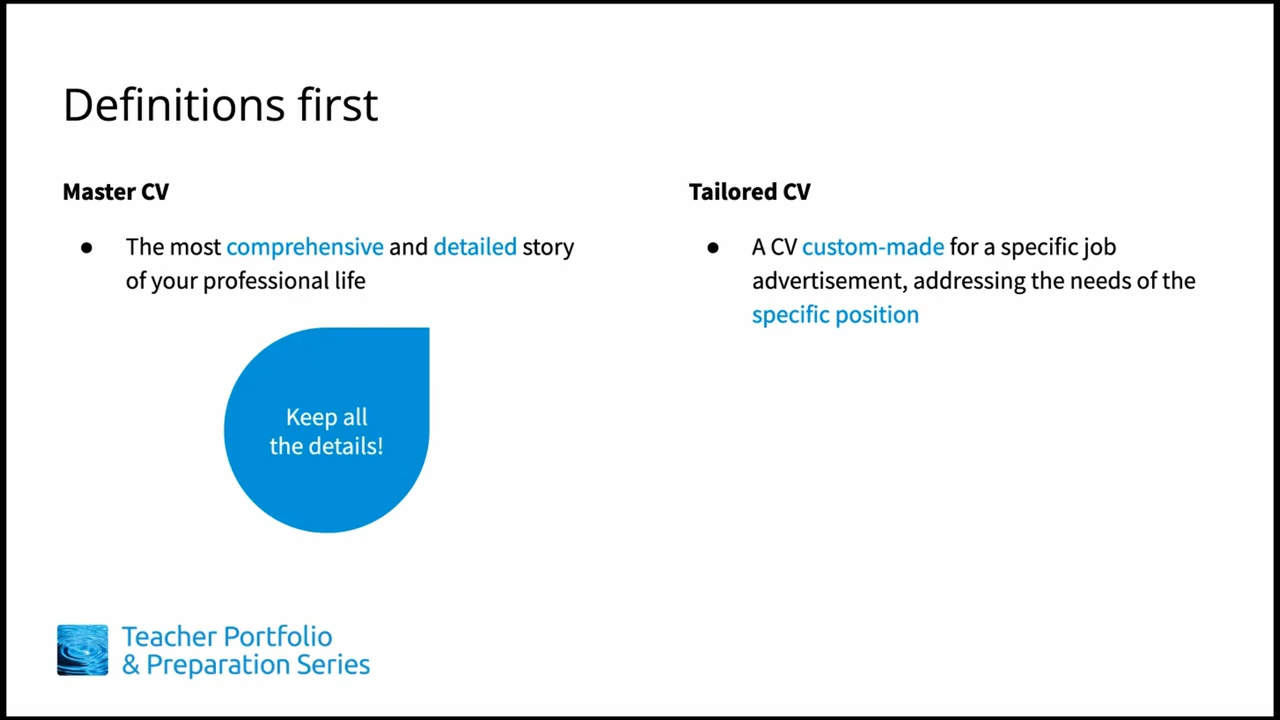 Definitions first
Master CV
● The most comprehensive and detailed story
of your professional life
Keep all
the details!
Tailored CV
● A CV custom-made for a specific job
advertisement, addressing the needs of the
specific position
Teacher Portfolio
& Preparation Series